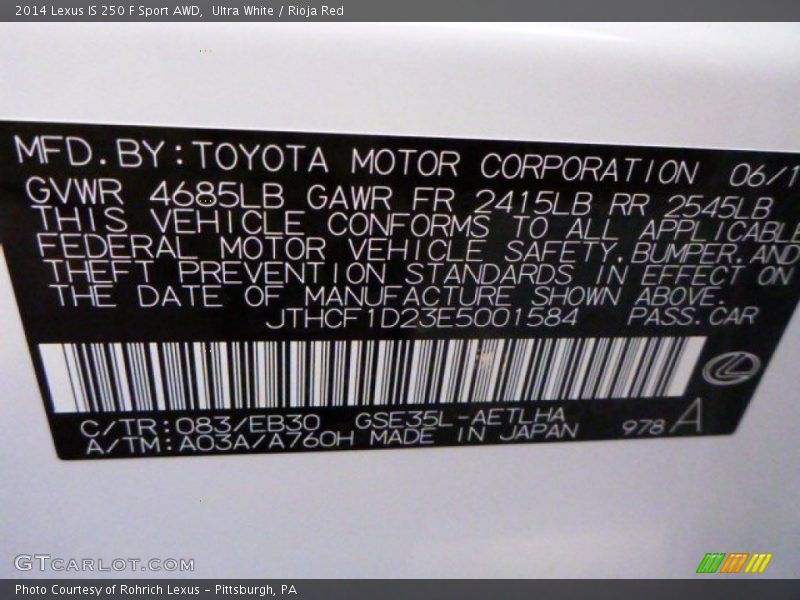 2014 Lexus IS 250 F Sport AWD,  Ultra White / Rioja Red
MFD. BY: TOYOTA MOTOR CORPORATION 06/1
GVWR 4685LB GAWR FR 2415LB RR 2545LB
THIS VEHICLE CONFORMS TO ALL APPLICABLE
FEDERAL MOTOR VEHICLE SAFETY, BUMPER, AND
THEFT PREVENTION STANDARDS IN EFFECT ON
THE DATE OF MANUFACTURE SHOWN ABOVE.
JTHCF1D23E5001584 PASS. CAR
C/TR: 083/EB30 GSE35L-AETLHA
A/TM: A03A/A760H MADE IN JAPAN 978 A
GTCARLOT.COM
Photo Courtesy of Rohrich Lexus - Pittsburgh, PA